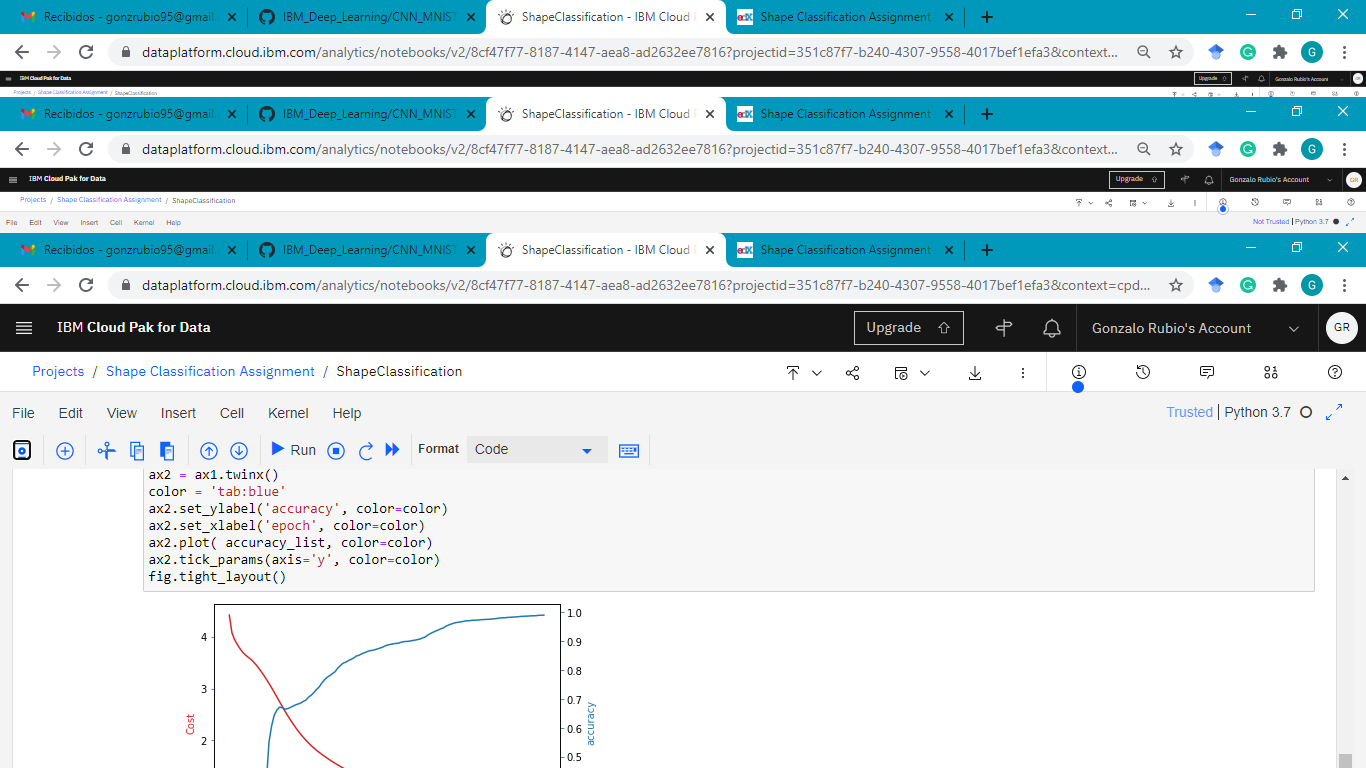 Recibidos - gonzrubio95@gmail
IBM_Deep_Learning/CNN_MNIST
ShapeClassification - IBM Cloud
edX Shape Classification Assignment
dataplatform.cloud.ibm.com/analytics/notebooks/v2/8cf47f77-8187-4147-aea8-ad2632ee7816?projectid=351c87f7-b240-4307-9558-4017bef1efa3&context...
G
IBM Cloud Pak for Data
Upgrade
Gonzalo Rubio's Account
GR
Projects / Shape Classification Assignment / ShapeClassification
Recibidos - gonzrubio95@gmail
IBM_Deep_Learning/CNN_MNIST
ShapeClassification - IBM Cloud
edX Shape Classification Assignment
dataplatform.cloud.ibm.com/analytics/notebooks/v2/8cf47f77-8187-4147-aea8-ad2632ee7816?projectid=351c87f7-b240-4307-9558-4017bef1efa3&context...
G
IBM Cloud Pak for Data
Upgrade
Gonzalo Rubio's Account
GR
Projects / Shape Classification Assignment / ShapeClassification
File Edit View Insert Cell Kernel Help
Not Trusted | Python 3.7
Recibidos - gonzrubio95@gmail
IBM_Deep_Learning/CNN_MNIST
ShapeClassification - IBM Cloud
edX Shape Classification Assignment
dataplatform.cloud.ibm.com/analytics/notebooks/v2/8cf47f77-8187-4147-aea8-ad2632ee7816?projectid=351c87f7-b240-4307-9558-4017bef1efa3&context=cpd...
G
IBM Cloud Pak for Data
Upgrade
Gonzalo Rubio's Account
GR
Projects / Shape Classification Assignment / ShapeClassification
File Edit View Insert Cell Kernel Help
Trusted | Python 3.7
Run
Format
Code
ax2 = ax1.twinx()
color = 'tab:blue'
ax2.set_ylabel('accuracy', color=color)
ax2.set_xlabel('epoch', color=color)
ax2.plot( accuracy_list, color=color)
ax2.tick_params(axis='y', color=color)
fig.tight_layout()
4
3
2
Cost
1.0
0.9
0.8
0.7
0.6
0.5
accuracy